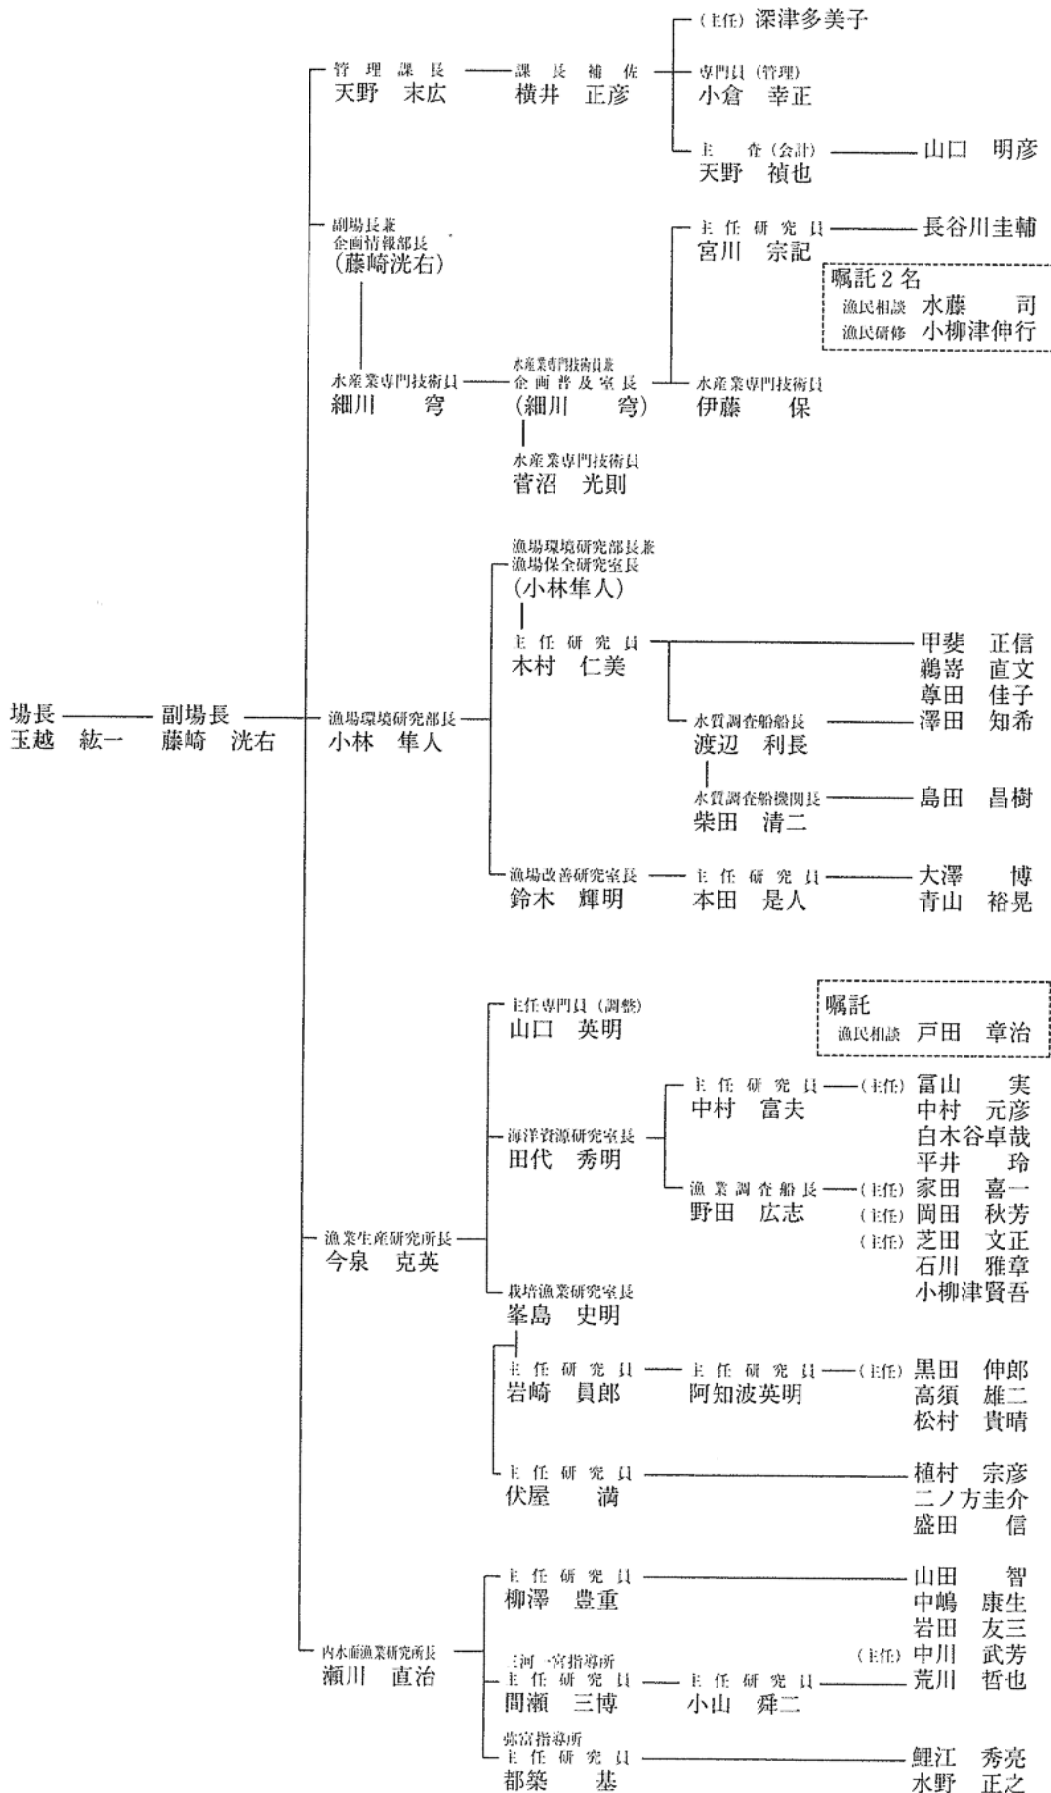 (主任) 深津多美子
管理課長 課長補佐 専門員(管理)
天野 末広 横井 正彦 小倉 幸正
主 査(会計) 山口 明彦
天野 禎也
副場長兼
企画情報部長
(藤崎洸右)
主任研究員 長谷川圭輔
宮川 宗記
嘱託2名
漁民相談 水藤 司
漁民研修 小柳津伸行
水産業専門技術員兼
水産業専門技術員 企画普及室長 水産業専門技術員
細川 穹 (細川 穹) 伊藤 保
水産業専門技術員
菅沼 光則
漁場環境研究部長兼
漁場保全研究室長
(小林隼人)
主任研究員 甲斐 正信
木村 仁美 鵜嵜 直文
尊田 佳子
場長 副場長 漁場環境研究部長 水質調査船船長 澤田 知希
玉越 紘一 藤崎 洸右 小林 隼人 渡辺 利長
水質調査船機関長 島田 昌樹
柴田 清二
漁場改善研究室長 主任研究員 大澤 博
鈴木 輝明 本田 是人 青山 裕晃
主任専門員(調整)
山口 英明
嘱託
漁民相談 戸田 章治
主任研究員 (主任) 冨山 実
中村 富夫 中村 元彦
海洋資源研究室長 白木谷卓哉
田代 秀明 平井 玲
漁業調査船長 (主任) 家田 喜一
野田 広志 (主任) 岡田 秋芳
漁業生産研究所長 (主任) 芝田 文正
今泉 克英 石川 雅章
栽培漁業研究室長 小柳津賢吾
峯島 史明
主任研究員 主任研究員 (主任) 黒田 伸郎
岩崎 員郎 阿知波英明 高須 雄二
松村 貴晴
主任研究員 植村 宗彦
伏屋 満 二ノ方圭介
盛田 信
主任研究員 山田 智
柳澤 豊重 中嶋 康生
岩田 友三
内水面漁業研究所長 (主任) 中川 武芳
瀬川 直治
三河一宮指導所
主任研究員 主任研究員 荒川 哲也
間瀬 三博 小山 舜二
弥富指導所
主任研究員 鯉江 秀亮
都築 基 水野 正之